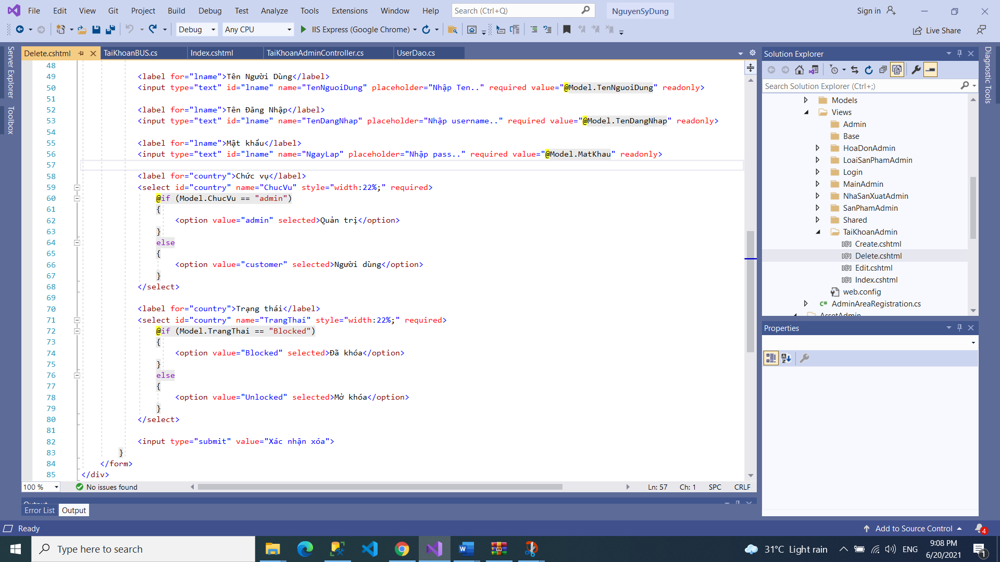 File Edit View Git Project Build Debug Test Analyze Tools Extensions Window Help Search (Ctrl+Q) NguyenSyDung Sign in
Debug Any CPU IIS Express (Google Chrome) Live Share
Server Explorer
Toolbox
Delete.cshtml TaiKhoanBUS.cs Index.cshtml TaiKhoanAdminController.cs UserDao.cs
48
49 <label for="lname">Tên Người Dùng</label>
50 <input type="text" id="lname" name="TenNguoiDung" placeholder="Nhập Ten.." required value="@Model.TenNguoiDung" readonly>
51
52 <label for="lname">Tên Đăng Nhập</label>
53 <input type="text" id="lname" name="TenDangNhap" placeholder="Nhập username.." required value="@Model.TenDangNhap" readonly>
54
55 <label for="lname">Mật khẩu</label>
56 <input type="text" id="lname" name="NgayLap" placeholder="Nhập pass.." required value="@Model.MatKhau" readonly>
57
58 <label for="country">Chức vụ</label>
59 <select id="country" name="ChucVu" style="width:22%;" required>
60 @if (Model.ChucVu == "admin")
61 {
62 <option value="admin" selected>Quản trị</option>
63 }
64 else
65 {
66 <option value="customer" selected>Người dùng</option>
67 }
68 </select>
69
70 <label for="country">Trạng thái</label>
71 <select id="country" name="TrangThai" style="width:22%;" required>
72 @if (Model.TrangThai == "Blocked")
73 {
74 <option value="Blocked" selected>Đã khóa</option>
75 }
76 else
77 {
78 <option value="Unlocked" selected>Mở khóa</option>
79 }
80 </select>
81
82 <input type="submit" value="Xác nhận xóa">
83 }
84 </form>
85 </div>
100 % No issues found Ln: 57 Ch: 1 SPC CRLF
Output
Error List Output
Solution Explorer
Search Solution Explorer (Ctrl+;)
Models
Views
Admin
Base
HoaDonAdmin
LoaiSanPhamAdmin
Login
MainAdmin
NhaSanXuatAdmin
SanPhamAdmin
Shared
TaiKhoanAdmin
Create.cshtml
Delete.cshtml
Edit.cshtml
Index.cshtml
web.config
C# AdminAreaRegistration.cs
AssetAdmin
Properties
Diagnostic Tools
Ready Add to Source Control 4
Type here to search 31°C Light rain ENG 9:08 PM
6/20/2021 1